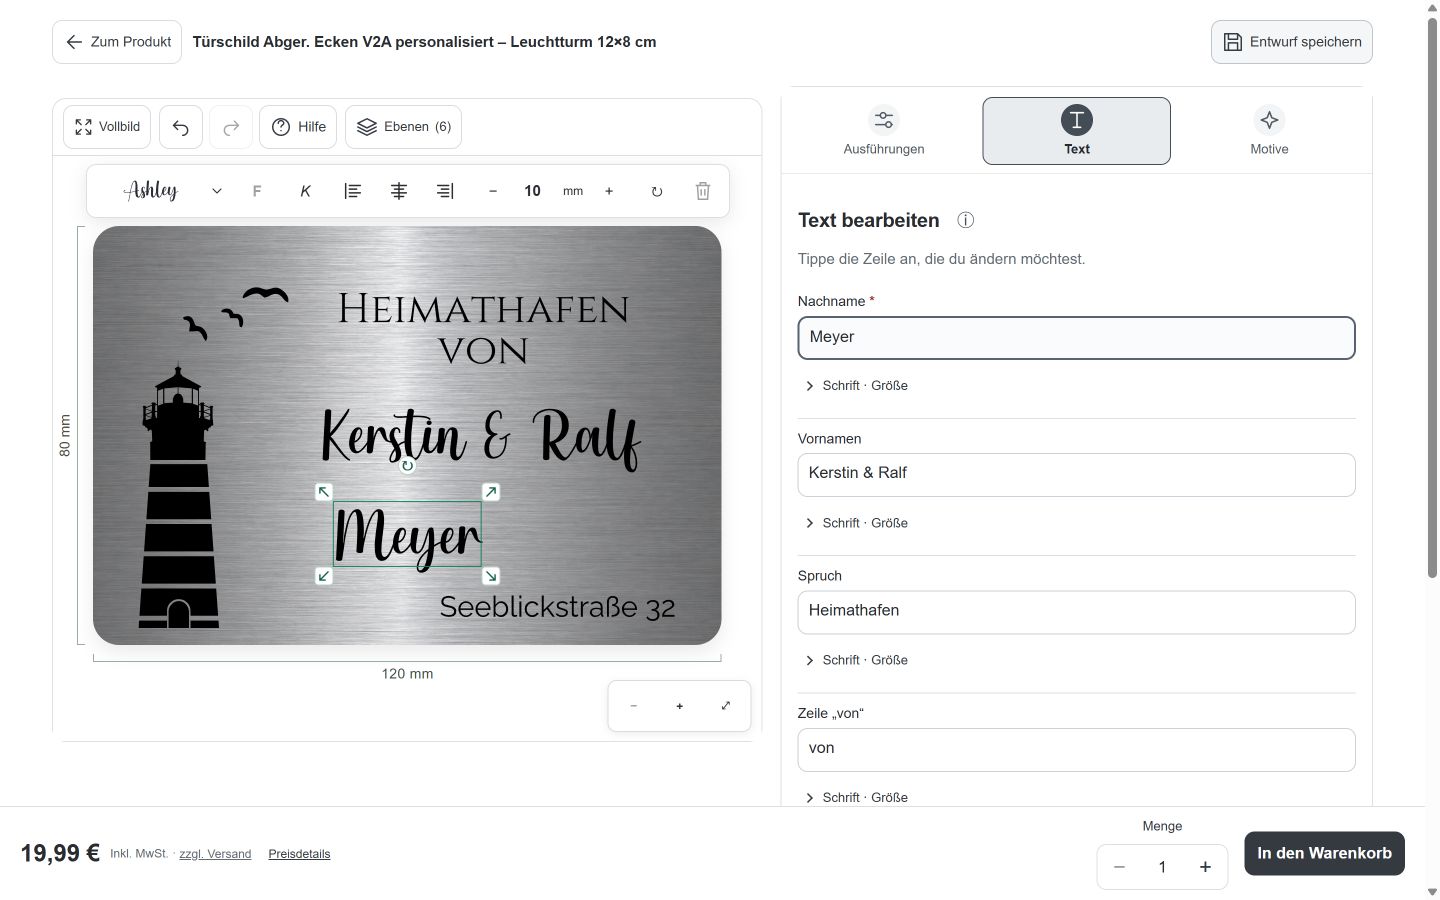 Zum Produkt
Türschild Abger. Ecken V2A personalisiert – Leuchtturm 12×8 cm
Entwurf speichern
Vollbild
Hilfe
Ebenen (6)
Ashley
F
K
10
mm
80 mm
Heimathafen
von
Kerstin & Ralf
Meyer
Seeblickstraße 32
120 mm
Ausführungen
Text
Motive
Text bearbeiten
Tippe die Zeile an, die du ändern möchtest.
Nachname *
Meyer
Schrift · Größe
Vornamen
Kerstin & Ralf
Schrift · Größe
Spruch
Heimathafen
Schrift · Größe
Zeile „von“
von
Schrift · Größe
19,99 €
Inkl. MwSt. · zzgl. Versand
Preisdetails
Menge
1
In den Warenkorb